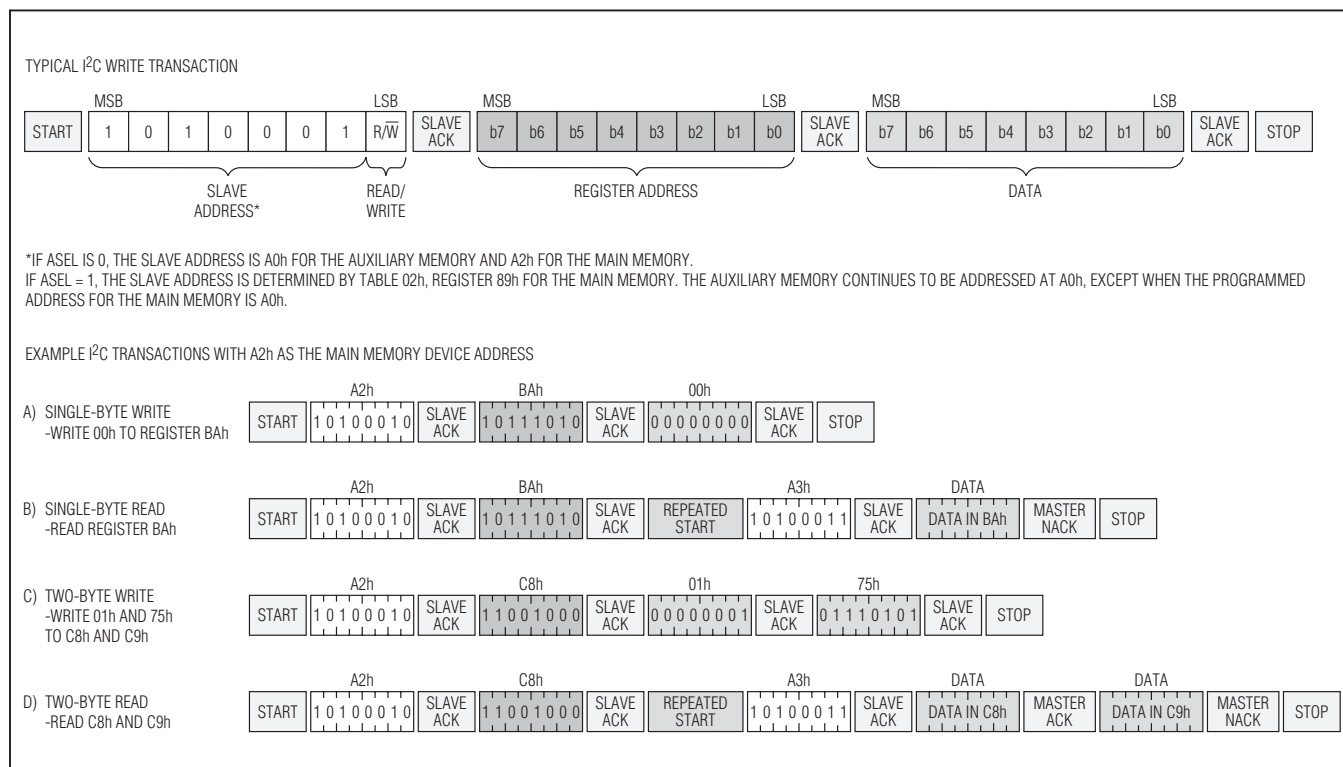 TYPICAL I²C WRITE TRANSACTION
MSB LSB MSB LSB MSB LSB
START 1 0 1 0 0 0 1 R/W̅ SLAVE ACK b7 b6 b5 b4 b3 b2 b1 b0 SLAVE ACK b7 b6 b5 b4 b3 b2 b1 b0 SLAVE ACK STOP
SLAVE ADDRESS* READ/WRITE REGISTER ADDRESS DATA
*IF ASEL IS 0, THE SLAVE ADDRESS IS A0h FOR THE AUXILIARY MEMORY AND A2h FOR THE MAIN MEMORY.
IF ASEL = 1, THE SLAVE ADDRESS IS DETERMINED BY TABLE 02h, REGISTER 89h FOR THE MAIN MEMORY. THE AUXILIARY MEMORY CONTINUES TO BE ADDRESSED AT A0h, EXCEPT WHEN THE PROGRAMMED
ADDRESS FOR THE MAIN MEMORY IS A0h.
EXAMPLE I²C TRANSACTIONS WITH A2h AS THE MAIN MEMORY DEVICE ADDRESS
A2h BAh 00h
A) SINGLE-BYTE WRITE
-WRITE 00h TO REGISTER BAh
START 1 0 1 0 0 0 1 0 SLAVE ACK 1 0 1 1 1 0 1 0 SLAVE ACK 0 0 0 0 0 0 0 0 SLAVE ACK STOP
A2h BAh A3h DATA
B) SINGLE-BYTE READ
-READ REGISTER BAh
START 1 0 1 0 0 0 1 0 SLAVE ACK 1 0 1 1 1 0 1 0 SLAVE ACK REPEATED START 1 0 1 0 0 0 1 1 SLAVE ACK DATA IN BAh MASTER NACK STOP
A2h C8h 01h 75h
C) TWO-BYTE WRITE
-WRITE 01h AND 75h
TO C8h AND C9h
START 1 0 1 0 0 0 1 0 SLAVE ACK 1 1 0 0 1 0 0 0 SLAVE ACK 0 0 0 0 0 0 0 1 SLAVE ACK 0 1 1 1 0 1 0 1 SLAVE ACK STOP
A2h C8h A3h DATA DATA
D) TWO-BYTE READ
-READ C8h AND C9h
START 1 0 1 0 0 0 1 0 SLAVE ACK 1 1 0 0 1 0 0 0 SLAVE ACK REPEATED START 1 0 1 0 0 0 1 1 SLAVE ACK DATA IN C8h MASTER ACK DATA IN C9h MASTER NACK STOP